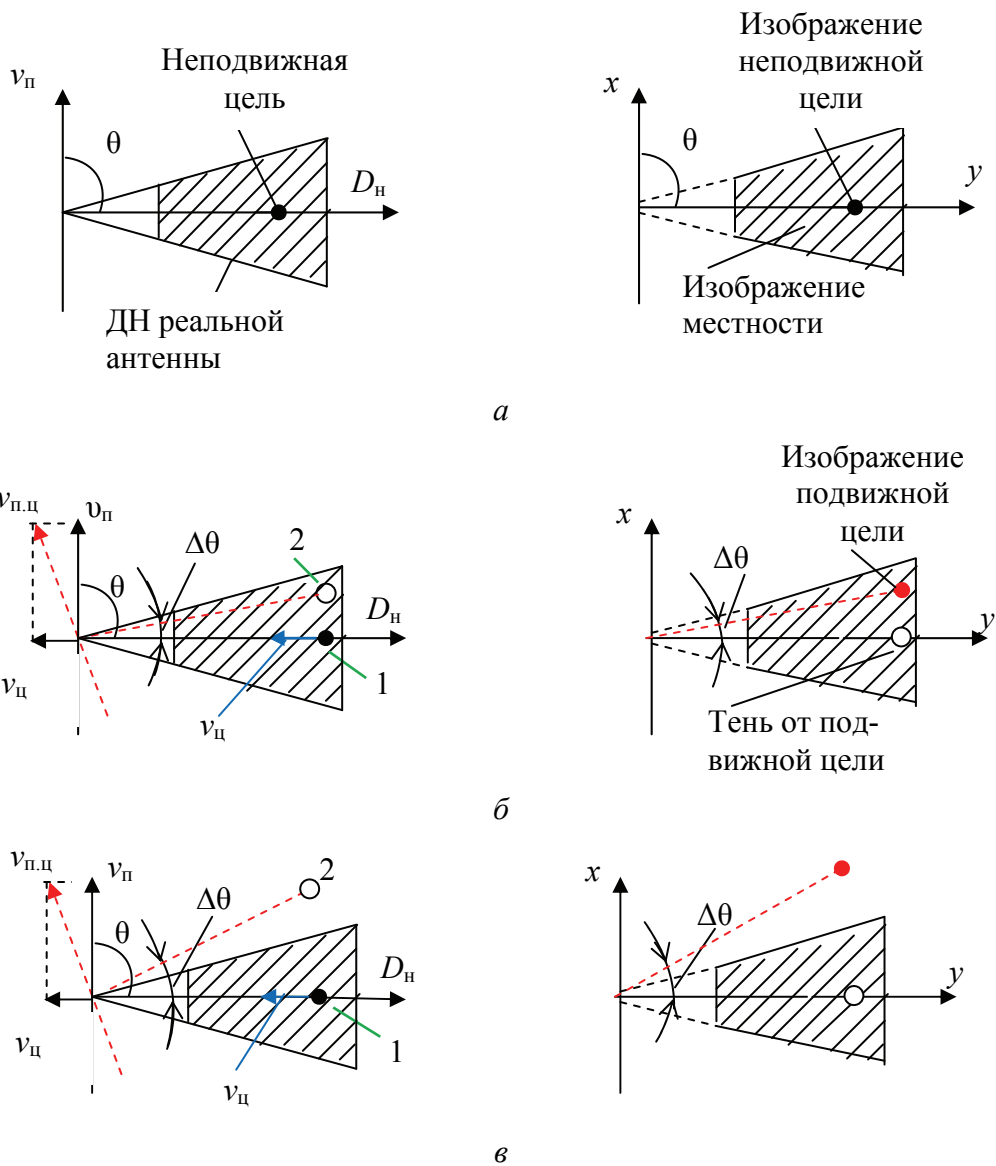 Неподвижная
цель
vп
θ
Dн
ДН реальной
антенны
Изображение
неподвижной
цели
x
θ
y
Изображение
местности
а
vп.ц
υп
Δθ
2
θ
Dн
vц
1
vц
Изображение
подвижной
цели
x
Δθ
y
Тень от под-
вижной цели
б
vп.ц
vп
2
Δθ
θ
Dн
vц
1
vц
x
Δθ
y
в